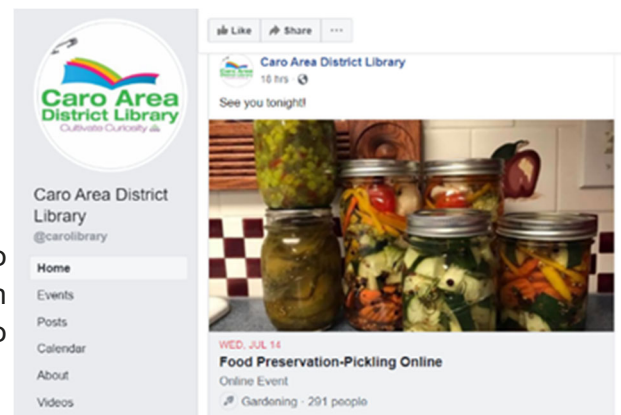 Caro Area
District Library
Cultivate Curiosity
Caro Area District
Library
@carolibrary
Home
Events
Posts
Calendar
About
Videos
Like
Share
Caro Area District Library
18 hrs
See you tonight!
WED, JUL 14
Food Preservation-Pickling Online
Online Event
Gardening · 291 people
o
n
o